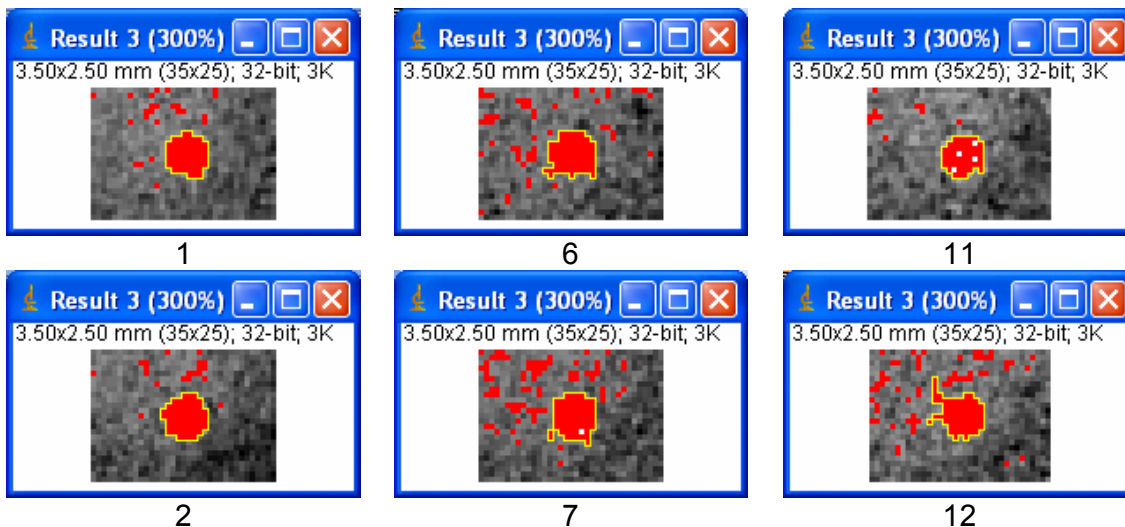 Result 3 (300%)
3.50x2.50 mm (35x25); 32-bit; 3K
1
Result 3 (300%)
3.50x2.50 mm (35x25); 32-bit; 3K
6
Result 3 (300%)
3.50x2.50 mm (35x25); 32-bit; 3K
11
Result 3 (300%)
3.50x2.50 mm (35x25); 32-bit; 3K
2
Result 3 (300%)
3.50x2.50 mm (35x25); 32-bit; 3K
7
Result 3 (300%)
3.50x2.50 mm (35x25); 32-bit; 3K
12